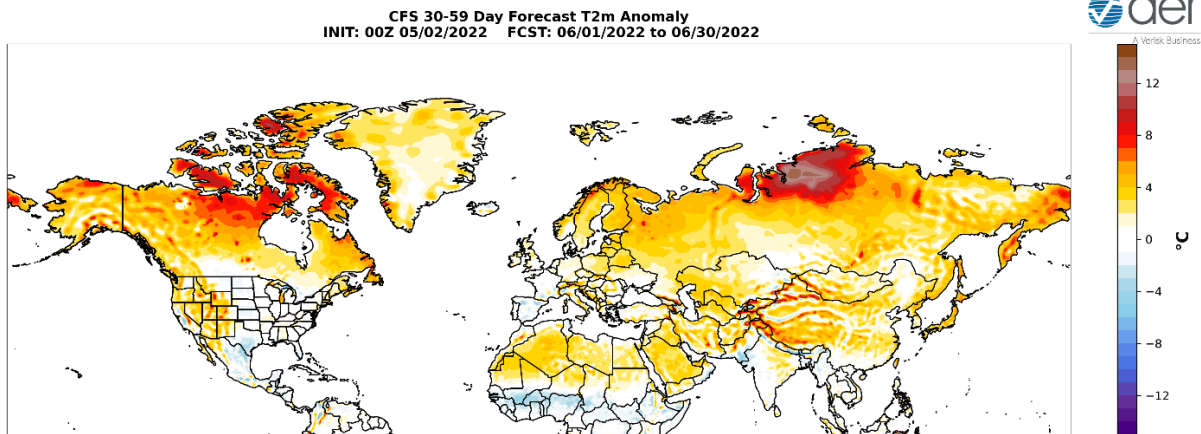 CFS 30-59 Day Forecast T2m Anomaly
INIT: 00Z 05/02/2022 FCST: 06/01/2022 to 06/30/2022
aer
A Verisk Business
12
8
4
0
−4
−8
−12
°C